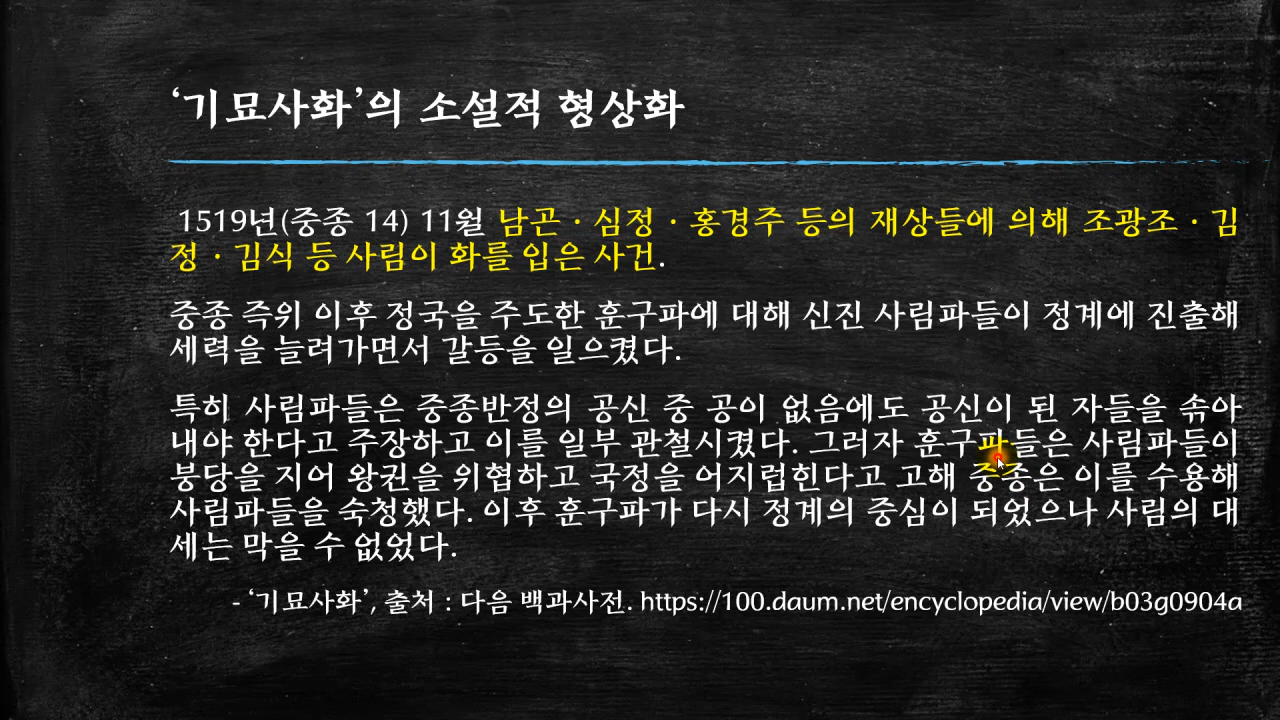 ‘기묘사화’의 소설적 형상화
1519년(중종 14) 11월 남곤·심정·홍경주 등의 재상들에 의해 조광조·김
정·김식 등 사림이 화를 입은 사건.
중종 즉위 이후 정국을 주도한 훈구파에 대해 신진 사림파들이 정계에 진출해
세력을 늘려가면서 갈등을 일으켰다.
특히 사림파들은 중종반정의 공신 중 공이 없음에도 공신이 된 자들을 솎아
내야 한다고 주장하고 이를 일부 관철시켰다. 그러자 훈구파들은 사림파들이
붕당을 지어 왕권을 위협하고 국정을 어지럽힌다고 고해 중종은 이를 수용해
사림파들을 숙청했다. 이후 훈구파가 다시 정계의 중심이 되었으나 사림의 대
세는 막을 수 없었다.
- ‘기묘사화’, 출처 : 다음 백과사전. https://100.daum.net/encyclopedia/view/b03g0904a